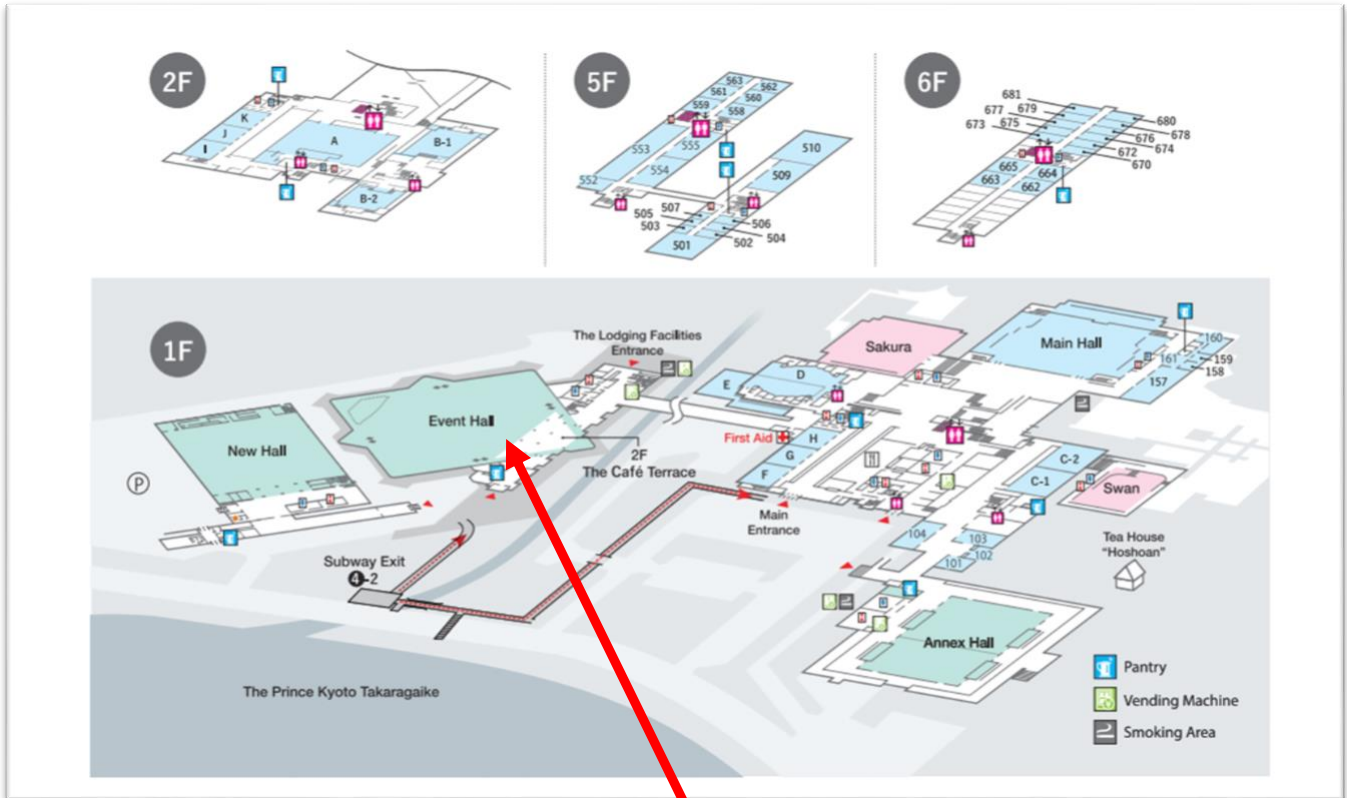 2F
K
J
I
A
B-1
B-2
5F
563
562
561
560
559
558
553
555
554
552
510
509
507
505
503
506
504
502
501
6F
681
677
679
673
675
680
678
676
674
672
670
665
664
663
662
1F
The Lodging Facilities
Entrance
New Hall
Event Hall
2F
The Café Terrace
P
Subway Exit
4-2
The Prince Kyoto Takaragaike
E
D
First Aid
H
G
F
Main
Entrance
Sakura
Main Hall
160
161
159
158
157
C-2
C-1
Swan
104
103
102
101
Tea House
"Hoshoan"
Annex Hall
Pantry
Vending Machine
Smoking Area